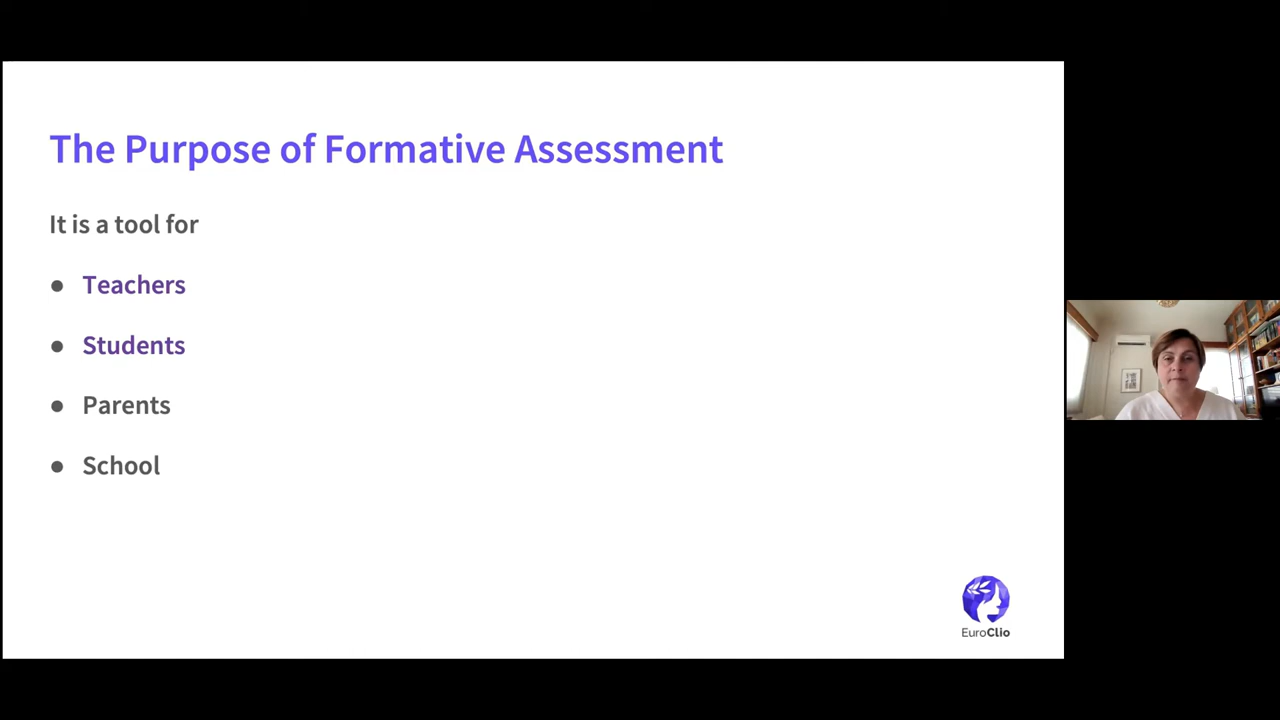 The Purpose of Formative Assessment
It is a tool for
● Teachers
● Students
● Parents
● School
EuroClio